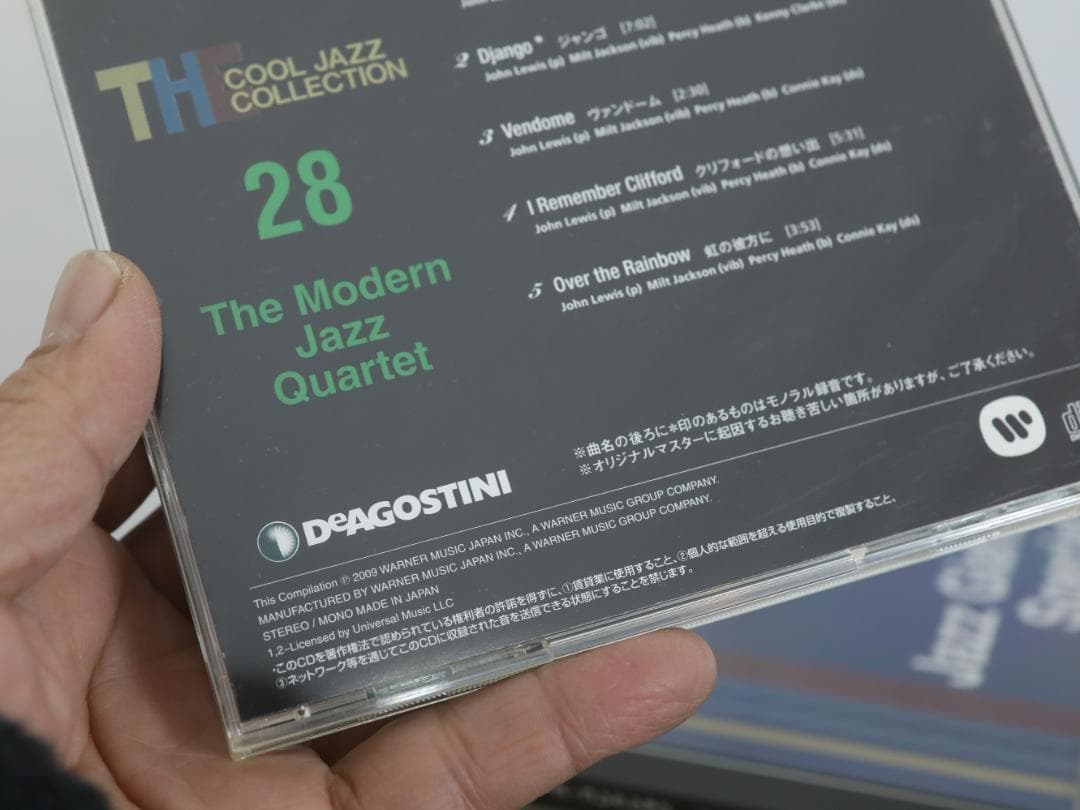 THE COOL JAZZ
COLLECTION
28
The Modern
Jazz
Quartet
2 Django* ジャンゴ [7:02]
John Lewis (p) Milt Jackson (vib) Percy Heath (b) Kenny Clarke (ds)
3 Vendome ヴァンドーム [2:30]
John Lewis (p) Milt Jackson (vib) Percy Heath (b) Connie Kay (ds)
4 I Remember Clifford クリフォードの想い出 [5:31]
John Lewis (p) Milt Jackson (vib) Percy Heath (b) Connie Kay (ds)
5 Over the Rainbow 虹の彼方に [3:53]
John Lewis (p) Milt Jackson (vib) Percy Heath (b) Connie Kay (ds)
※曲名の後ろに＊印のあるものはモノラル録音です。
※オリジナルマスターに起因するお聴き苦しい箇所がありますが、ご了承ください。
DeAGOSTINI
This Compilation ℗ 2009 WARNER MUSIC JAPAN INC., A WARNER MUSIC GROUP COMPANY.
MANUFACTURED BY WARNER MUSIC JAPAN INC., A WARNER MUSIC GROUP COMPANY.
STEREO / MONO MADE IN JAPAN
1,2–Licensed by Universal Music LLC
・このCDを著作権法で認められている権利者の許諾を得ずに、①賃貸業に使用すること、②個人的な範囲を超える使用目的で複製すること、
③ネットワーク等を通じてこのCDに収録された音を送信できる状態にすることを禁じます。
Jazz